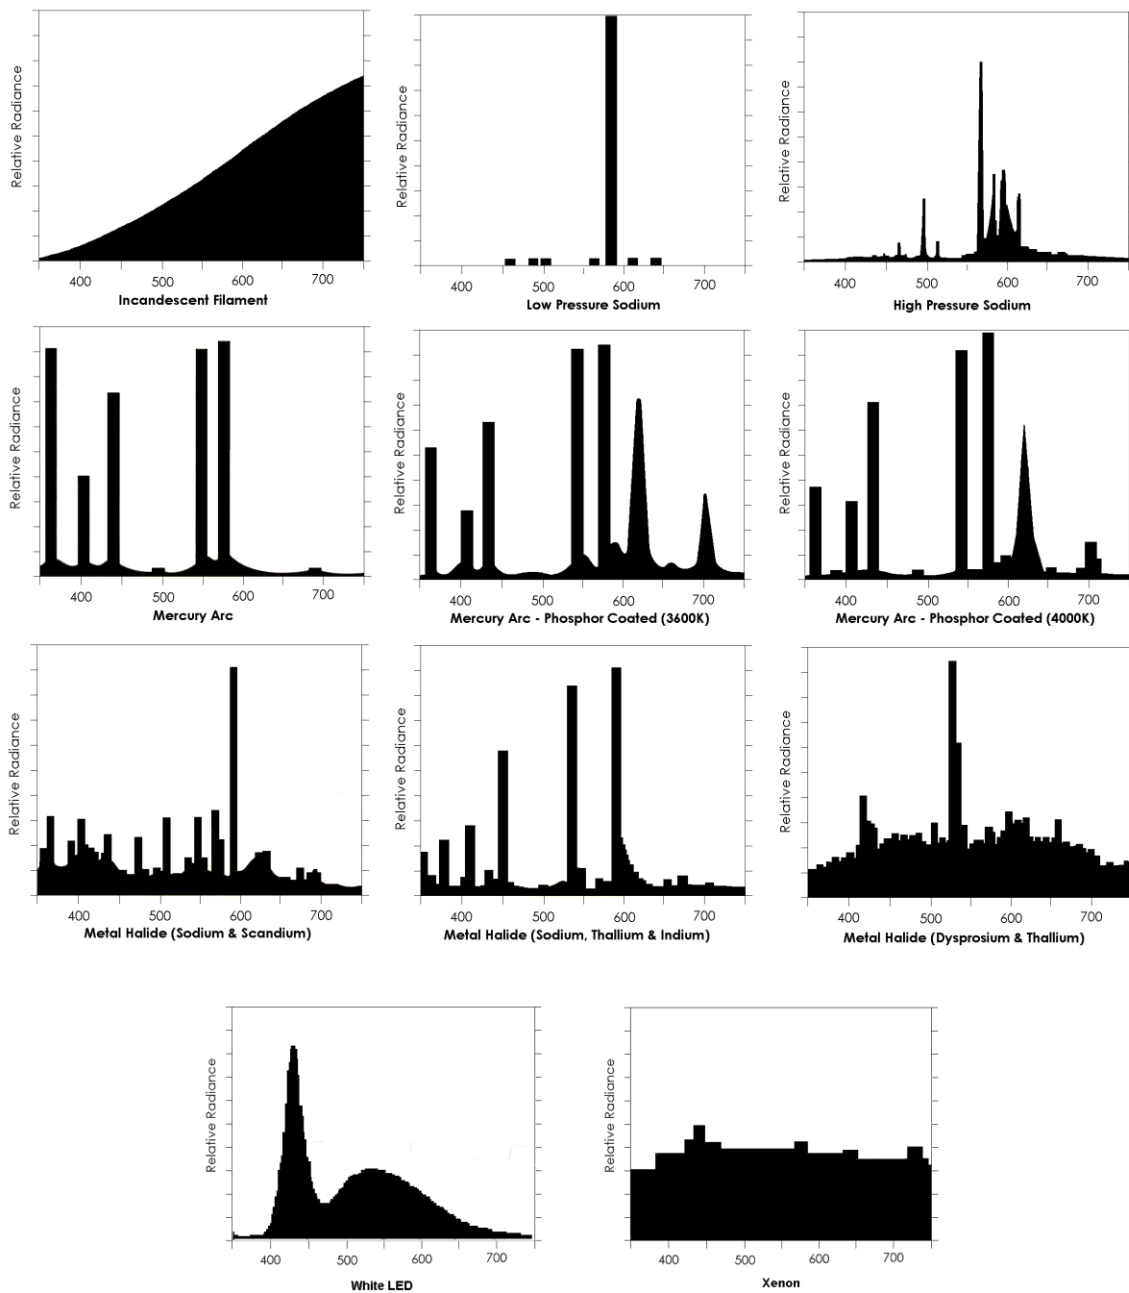 Relative Radiance
400 500 600 700
Incandescent Filament
Relative Radiance
400 500 600 700
Low Pressure Sodium
Relative Radiance
400 500 600 700
High Pressure Sodium
Relative Radiance
400 500 600 700
Mercury Arc
Relative Radiance
400 500 600 700
Mercury Arc - Phosphor Coated (3600K)
Relative Radiance
400 500 600 700
Mercury Arc - Phosphor Coated (4000K)
Relative Radiance
400 500 600 700
Metal Halide (Sodium & Scandium)
Relative Radiance
400 500 600 700
Metal Halide (Sodium, Thallium & Indium)
Relative Radiance
400 500 600 700
Metal Halide (Dysprosium & Thallium)
Relative Radiance
400 500 600 700
White LED
Relative Radiance
400 500 600 700
Xenon